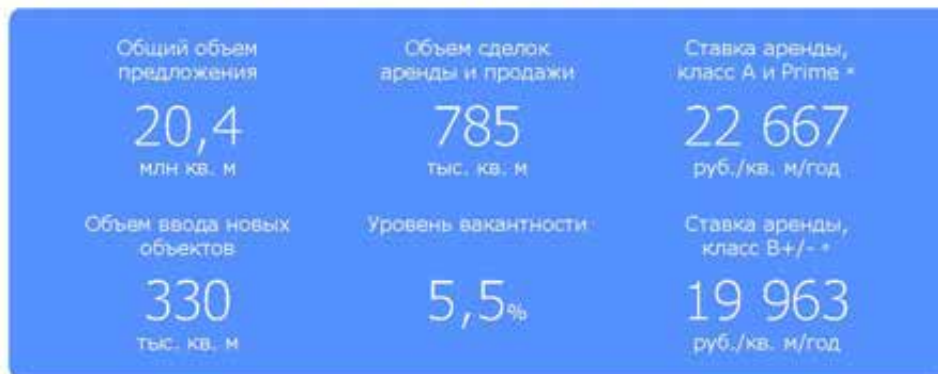 Общий объем
предложения
20,4
млн кв. м
Объем сделок
аренды и продажи
785
тыс. кв. м
Ставка аренды,
класс А и Prime *
22 667
руб./кв. м/год
Объем ввода новых
объектов
330
тыс. кв. м
Уровень вакантности
5,5%
Ставка аренды,
класс В+/- *
19 963
руб./кв. м/год